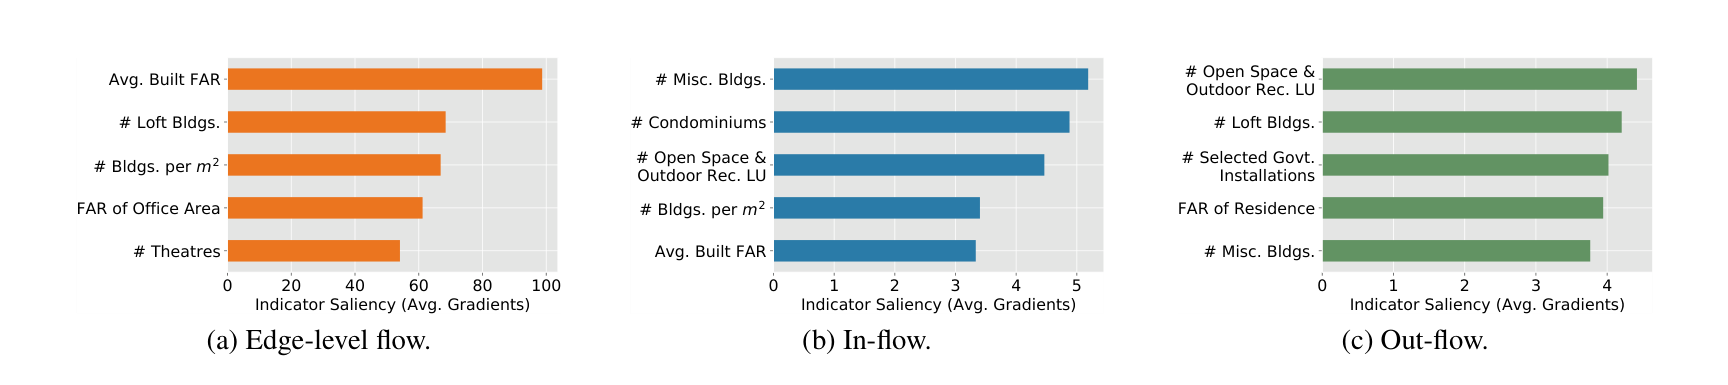 Avg. Built FAR
# Loft Bldgs.
# Bldgs. per m²
FAR of Office Area
# Theatres
0 20 40 60 80 100
Indicator Saliency (Avg. Gradients)
(a) Edge-level flow.
# Misc. Bldgs.
# Condominiums
# Open Space &
Outdoor Rec. LU
# Bldgs. per m²
Avg. Built FAR
0 1 2 3 4 5
Indicator Saliency (Avg. Gradients)
(b) In-flow.
# Open Space &
Outdoor Rec. LU
# Loft Bldgs.
# Selected Govt.
Installations
FAR of Residence
# Misc. Bldgs.
0 1 2 3 4
Indicator Saliency (Avg. Gradients)
(c) Out-flow.